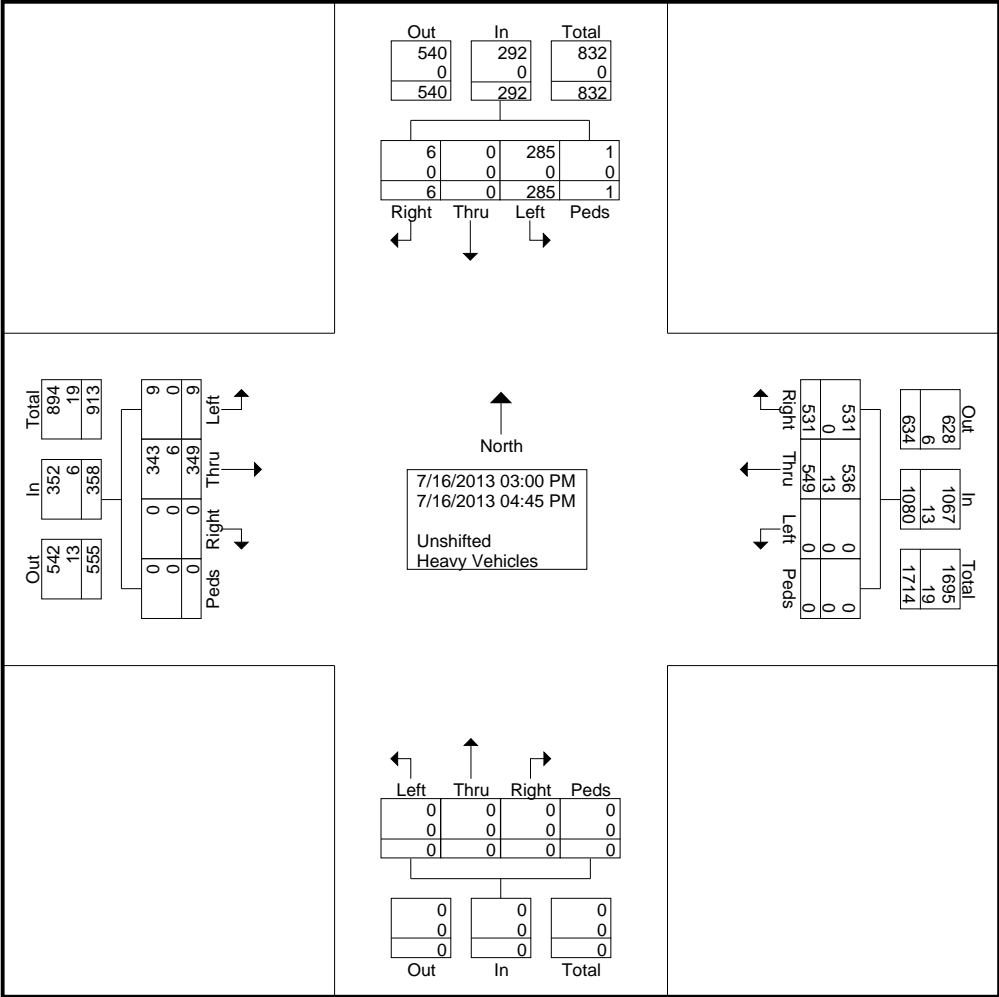 Out In Total
540 292 832
0 0 0
540 292 832
6 0 285 1
0 0 0 0
6 0 285 1
Right Thru Left Peds
Total
894
19
913
In
352
6
358
Out
542
13
555
9 0 9
Left
343 6 349
Thru
0 0 0
Right
0 0 0
Peds
North
7/16/2013 03:00 PM
7/16/2013 04:45 PM
Unshifted
Heavy Vehicles
Right
531 0 531
Thru
536 13 549
Left
0 0 0
Peds
0 0 0
Out
628
6
634
In
1067
13
1080
Total
1695
19
1714
Left Thru Right Peds
0 0 0 0
0 0 0 0
0 0 0 0
0 0 0
0 0 0
0 0 0
Out In Total